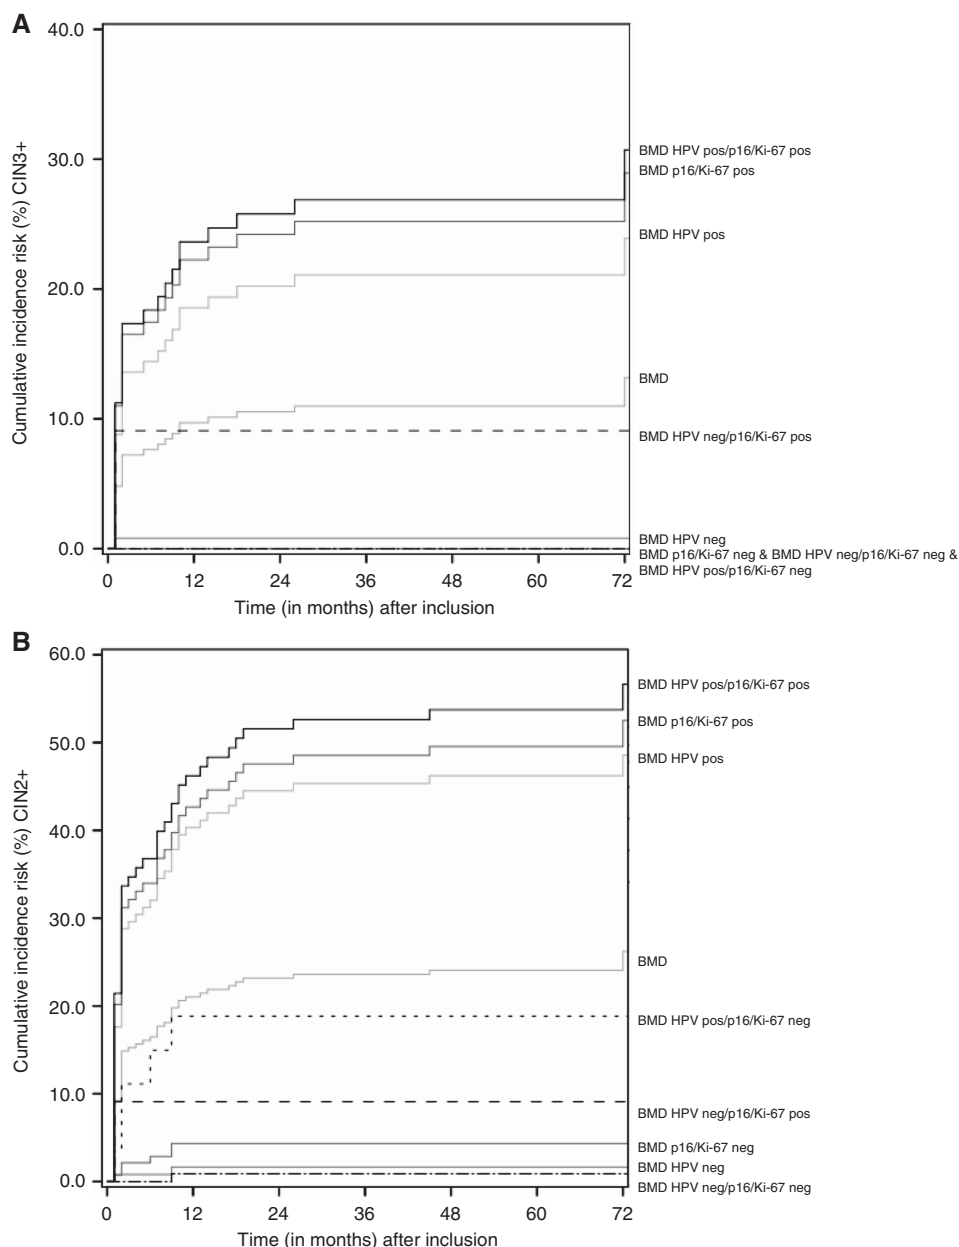 A
40.0
30.0
20.0
10.0
0.0
Cumulative incidence risk (%) CIN3+
BMD HPV pos/p16/Ki-67 pos
BMD p16/Ki-67 pos
BMD HPV pos
BMD
BMD HPV neg/p16/Ki-67 pos
BMD HPV neg
BMD p16/Ki-67 neg & BMD HPV neg/p16/Ki-67 neg &
BMD HPV pos/p16/Ki-67 neg
0 12 24 36 48 60 72
Time (in months) after inclusion
B
60.0
50.0
40.0
30.0
20.0
10.0
0.0
Cumulative incidence risk (%) CIN2+
BMD HPV pos/p16/Ki-67 pos
BMD p16/Ki-67 pos
BMD HPV pos
BMD
BMD HPV pos/p16/Ki-67 neg
BMD HPV neg/p16/Ki-67 pos
BMD p16/Ki-67 neg
BMD HPV neg
BMD HPV neg/p16/Ki-67 neg
0 12 24 36 48 60 72
Time (in months) after inclusion